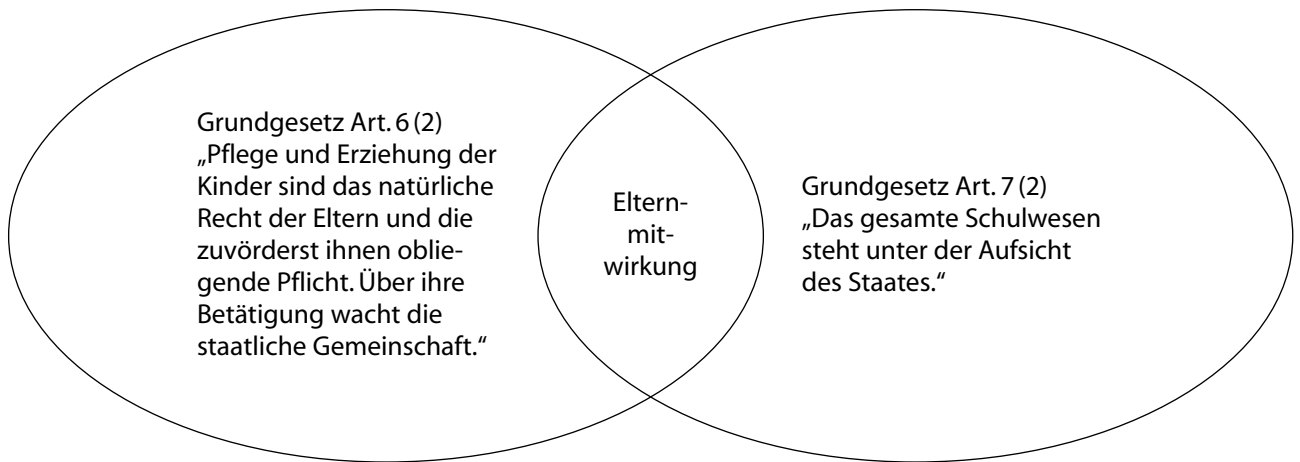 Grundgesetz Art. 6 (2)
„Pflege und Erziehung der
Kinder sind das natürliche
Recht der Eltern und die
zuvörderst ihnen oblie-
gende Pflicht. Über ihre
Betätigung wacht die
staatliche Gemeinschaft.“
Eltern-
mit-
wirkung
Grundgesetz Art. 7 (2)
„Das gesamte Schulwesen
steht unter der Aufsicht
des Staates.“